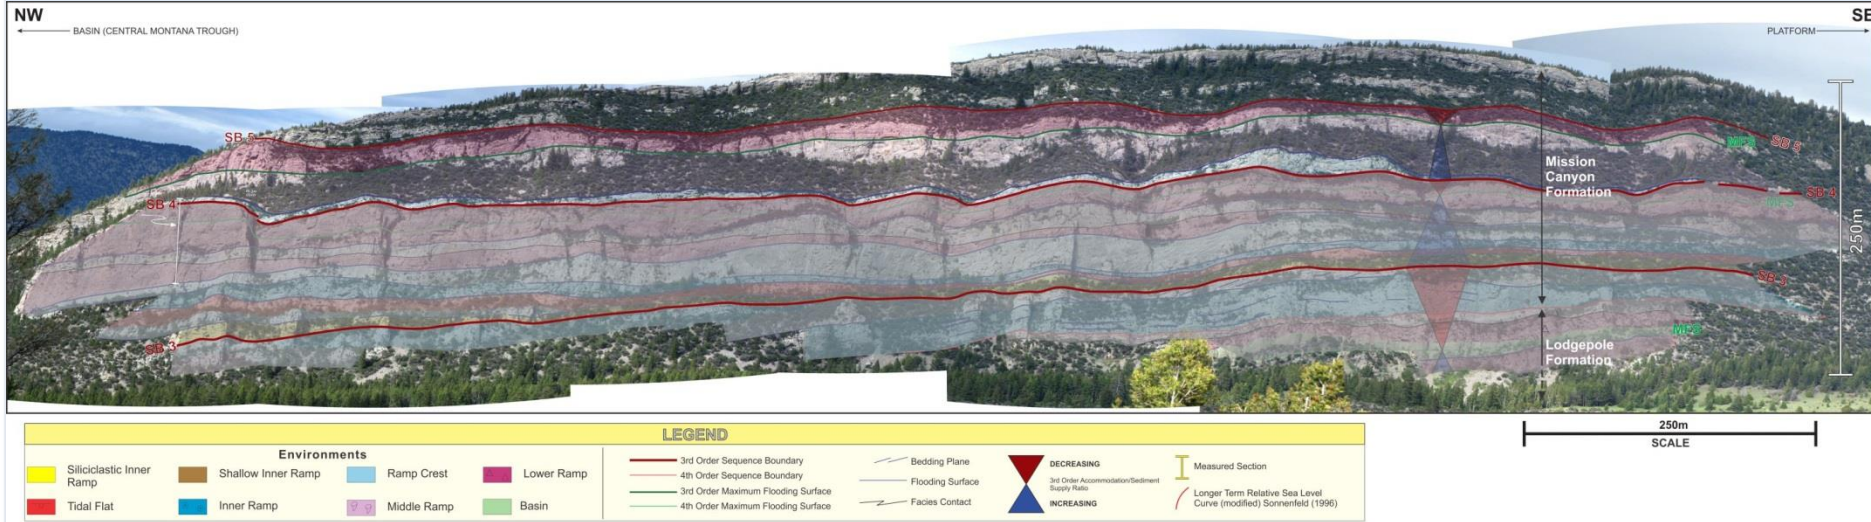 NW
SE
BASIN (CENTRAL MONTANA TROUGH)
PLATFORM
SB 5
MFS
SB 5
SB 4
Mission
Canyon
Formation
SB 4
MFS
250m
SB 3
SB 3
MFS
Lodgepole
Formation
250m
SCALE
LEGEND
Environments
Siliciclastic Inner
Ramp
Shallow Inner Ramp
Ramp Crest
Lower Ramp
Tidal Flat
Inner Ramp
Middle Ramp
Basin
3rd Order Sequence Boundary
4th Order Sequence Boundary
3rd Order Maximum Flooding Surface
4th Order Maximum Flooding Surface
Bedding Plane
Flooding Surface
Facies Contact
DECREASING
3rd Order Accommodation/Sediment
Supply Ratio
INCREASING
Measured Section
Longer Term Relative Sea Level
Curve (modified) Sonnenfeld (1996)